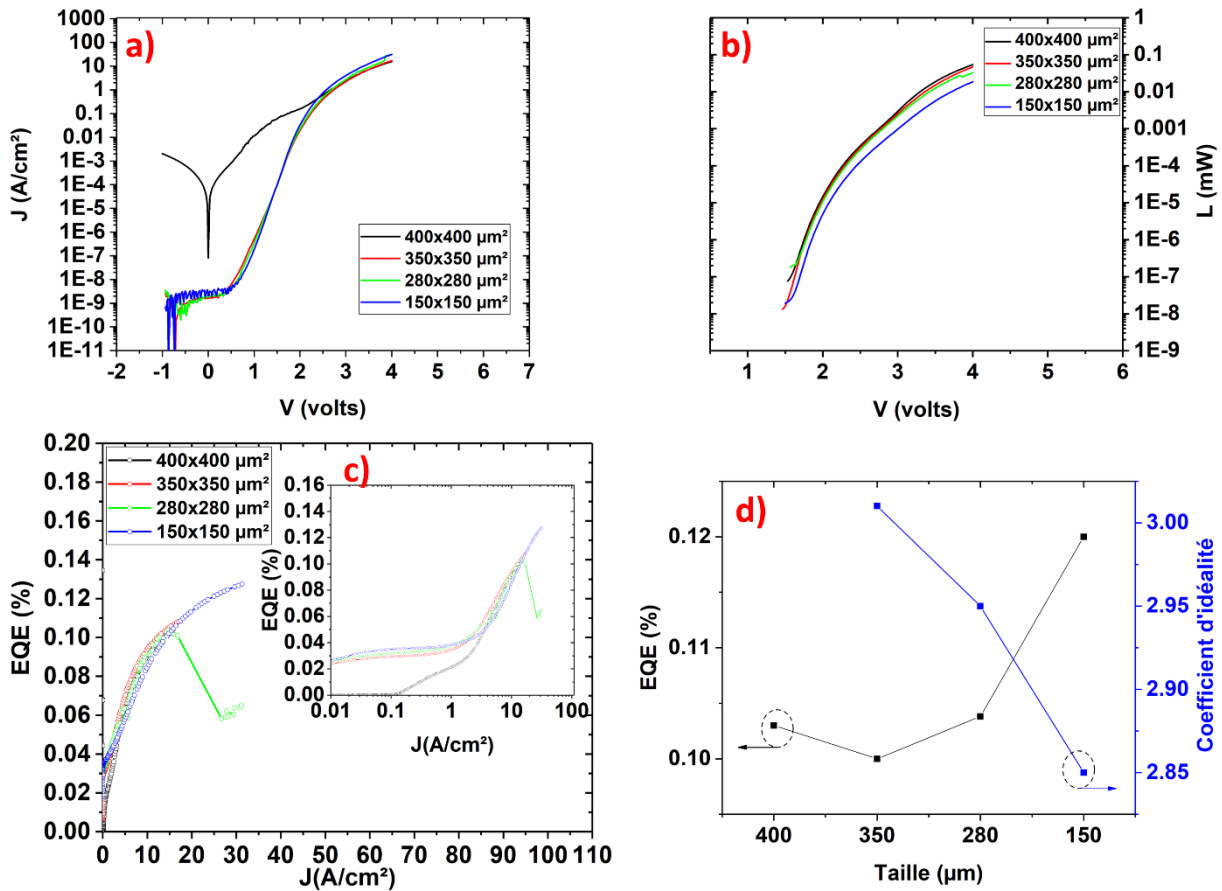 a)
1000
100
10
1
0.1
0.01
1E-3
1E-4
1E-5
1E-6
1E-7
1E-8
1E-9
1E-10
1E-11
J (A/cm²)
400x400 µm²
350x350 µm²
280x280 µm²
150x150 µm²
-2 -1 0 1 2 3 4 5 6 7
V (volts)
b)
400x400 µm²
350x350 µm²
280x280 µm²
150x150 µm²
1
0.1
0.01
0.001
1E-4
1E-5
1E-6
1E-7
1E-8
1E-9
L (mW)
1 2 3 4 5 6
V (volts)
c)
400x400 µm²
350x350 µm²
280x280 µm²
150x150 µm²
0.20
0.18
0.16
0.14
0.12
0.10
0.08
0.06
0.04
0.02
0.00
EQE (%)
0 10 20 30 40 50 60 70 80 90 100 110
J(A/cm²)
0.16
0.14
0.12
0.10
0.08
0.06
0.04
0.02
0.00
EQE (%)
0.01 0.1 1 10 100
J(A/cm²)
d)
0.12
0.11
0.10
EQE (%)
3.00
2.95
2.90
2.85
Coefficient d'idéalité
400 350 280 150
Taille (µm)